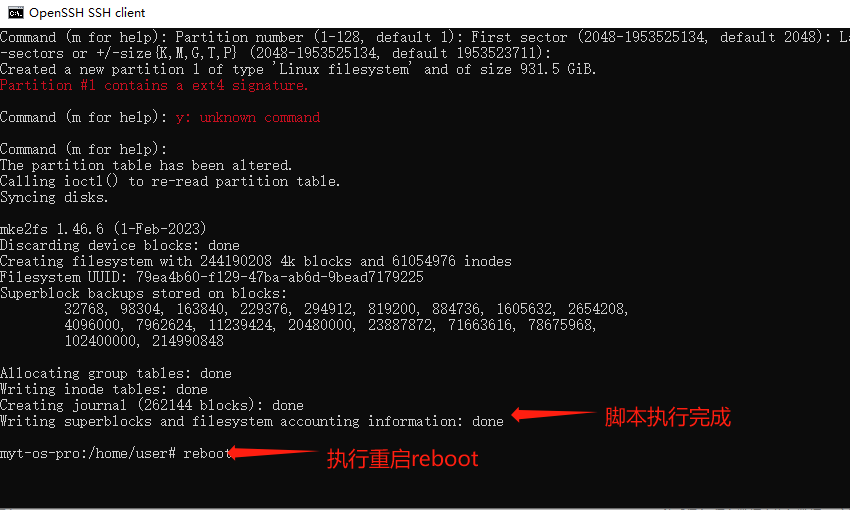 OpenSSH SSH client
Command (m for help): Partition number (1-128, default 1): First sector (2048-1953525134, default 2048): La
-sectors or +/-size{K,M,G,T,P} (2048-1953525134, default 1953523711):
Created a new partition 1 of type 'Linux filesystem' and of size 931.5 GiB.
Partition #1 contains a ext4 signature.
Command (m for help): y: unknown command
Command (m for help):
The partition table has been altered.
Calling ioctl() to re-read partition table.
Syncing disks.
mke2fs 1.46.6 (1-Feb-2023)
Discarding device blocks: done
Creating filesystem with 244190208 4k blocks and 61054976 inodes
Filesystem UUID: 79ea4b60-f129-47ba-ab6d-9bead7179225
Superblock backups stored on blocks:
32768, 98304, 163840, 229376, 294912, 819200, 884736, 1605632, 2654208,
4096000, 7962624, 11239424, 20480000, 23887872, 71663616, 78675968,
102400000, 214990848
Allocating group tables: done
Writing inode tables: done
Creating journal (262144 blocks): done
Writing superblocks and filesystem accounting information: done
脚本执行完成
myt-os-pro:/home/user# reboot
执行重启reboot